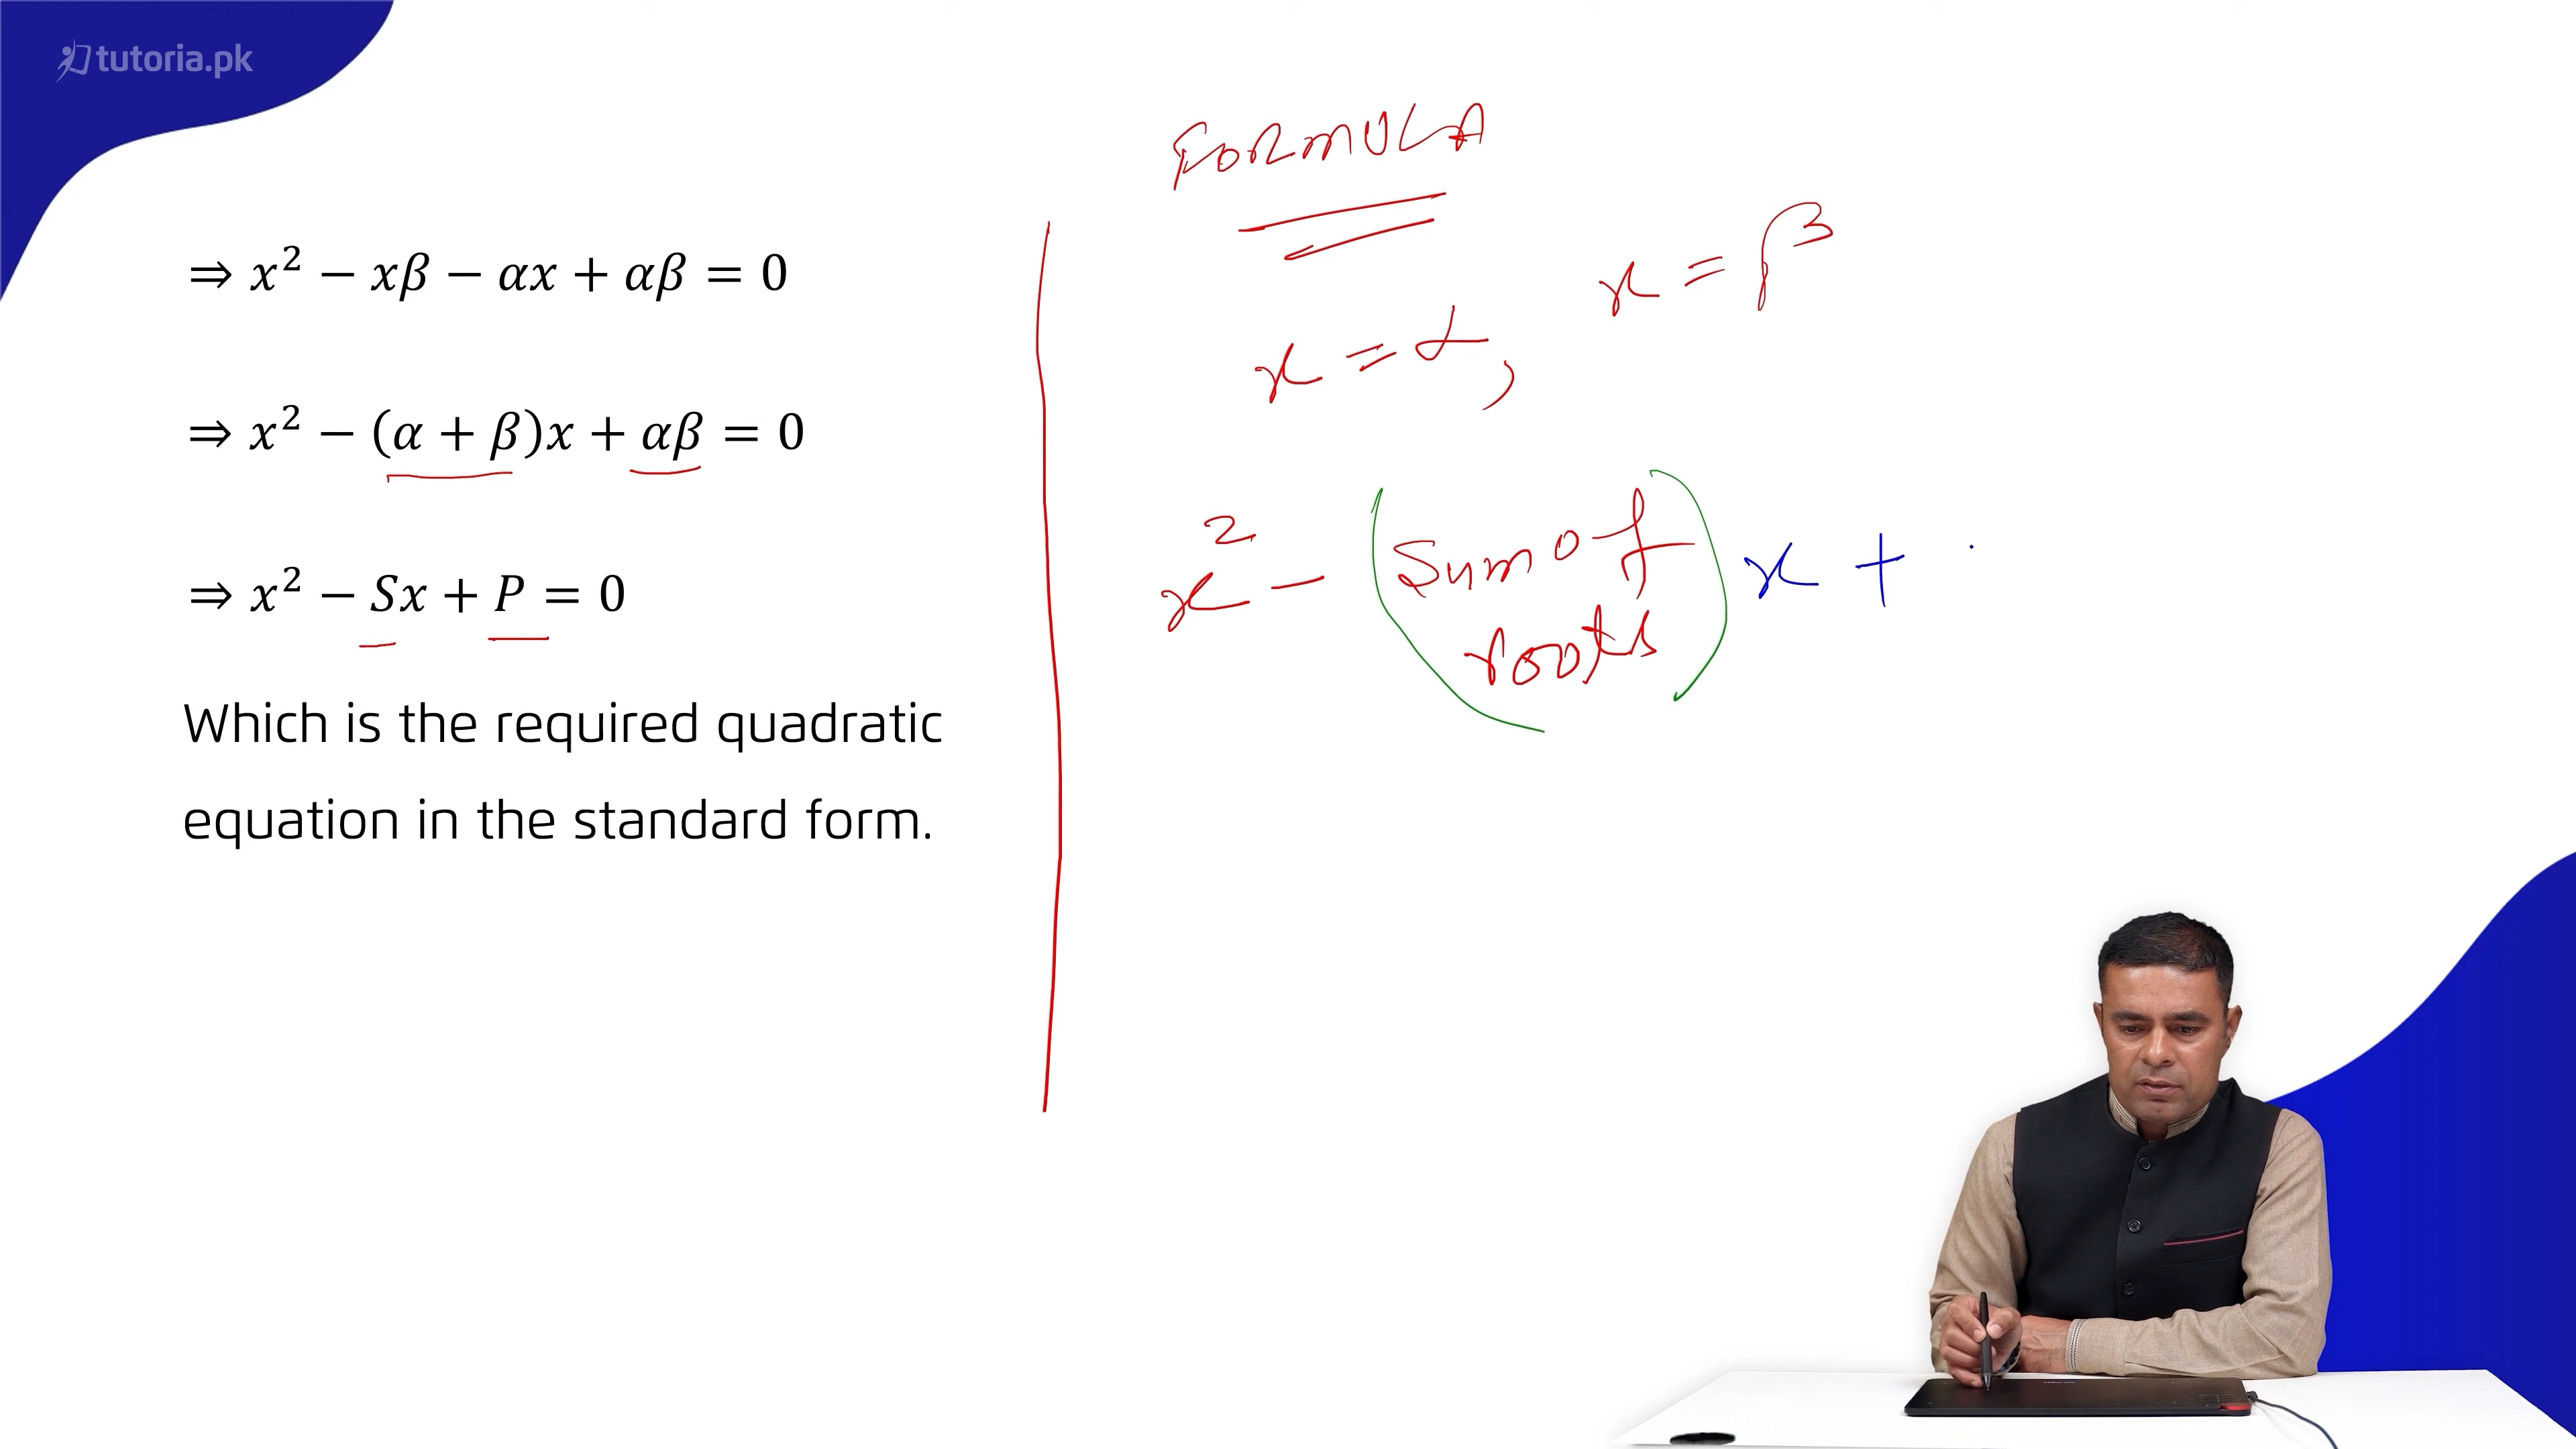 tutoria.pk
⇒ x² − xβ − αx + αβ = 0
⇒ x² − (α + β)x + αβ = 0
⇒ x² − Sx + P = 0
Which is the required quadratic
equation in the standard form.
FORMULA
x = α, x = β
x² − (Sum of
roots) x +